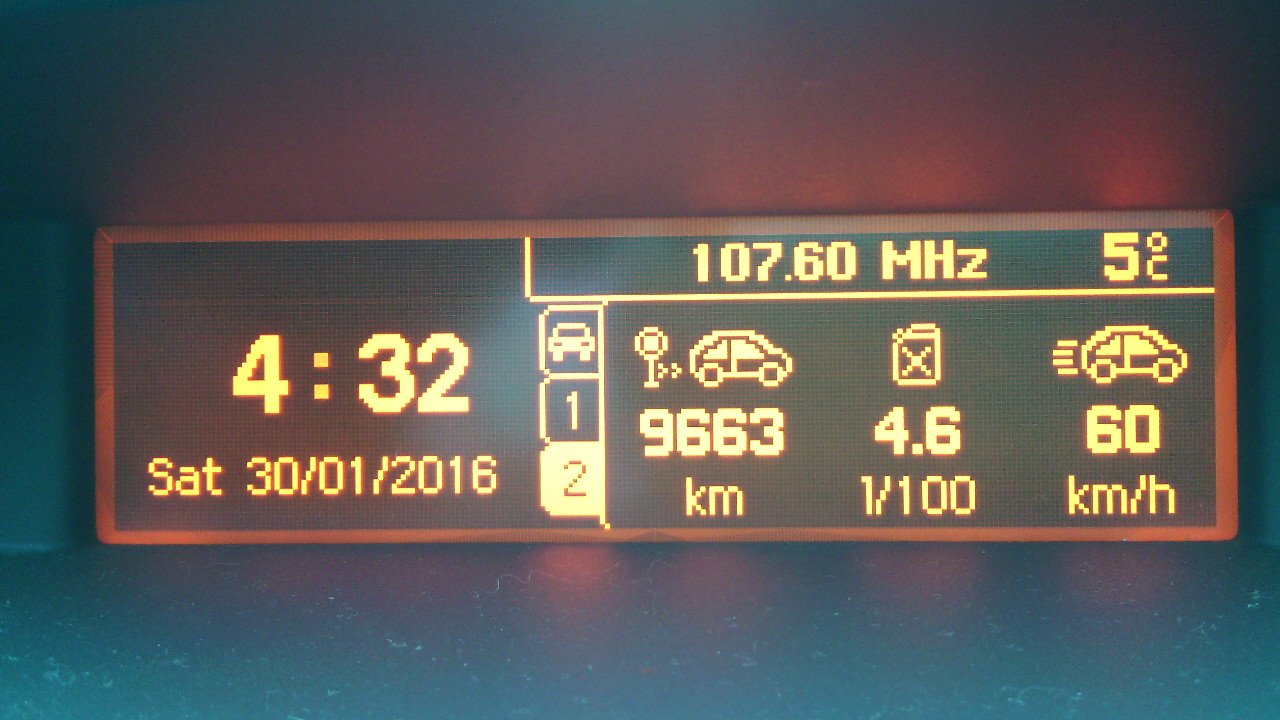 107.60 MHz 5°C
4:32
Sat 30/01/2016
1
2
9663 4.6 60
km l/100 km/h